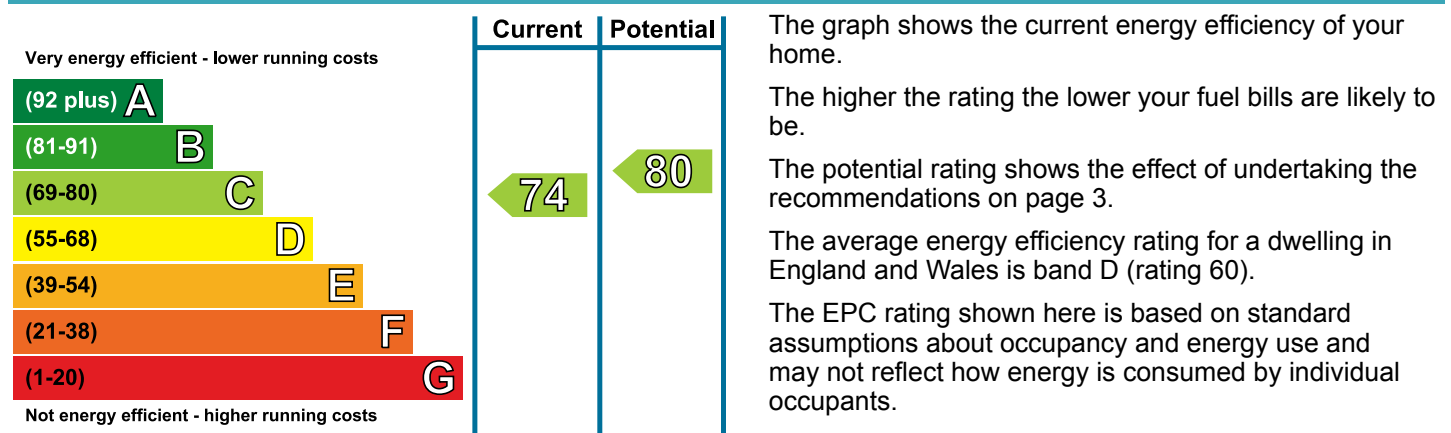 Current Potential
Very energy efficient - lower running costs
(92 plus) A
(81-91) B
(69-80) C
(55-68) D
(39-54) E
(21-38) F
(1-20) G
Not energy efficient - higher running costs
74
80
The graph shows the current energy efficiency of your
home.
The higher the rating the lower your fuel bills are likely to
be.
The potential rating shows the effect of undertaking the
recommendations on page 3.
The average energy efficiency rating for a dwelling in
England and Wales is band D (rating 60).
The EPC rating shown here is based on standard
assumptions about occupancy and energy use and
may not reflect how energy is consumed by individual
occupants.